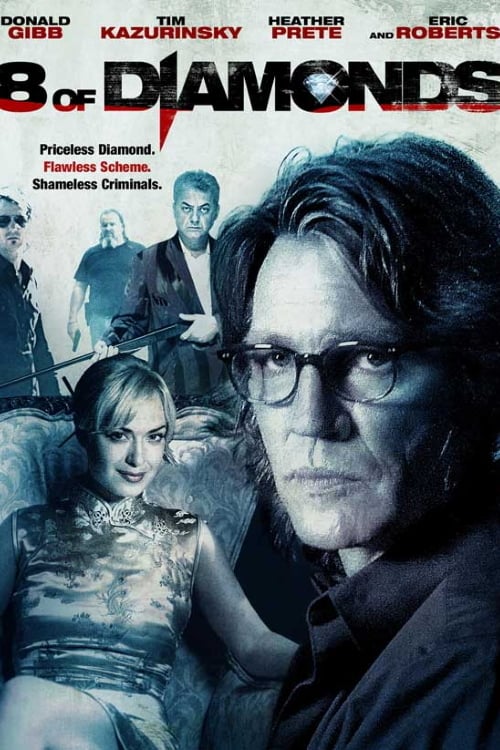 DONALD GIBB TIM KAZURINSKY HEATHER PRETE AND ERIC ROBERTS
8 OF DIAMONDS
Priceless Diamond.
Flawless Scheme.
Shameless Criminals.